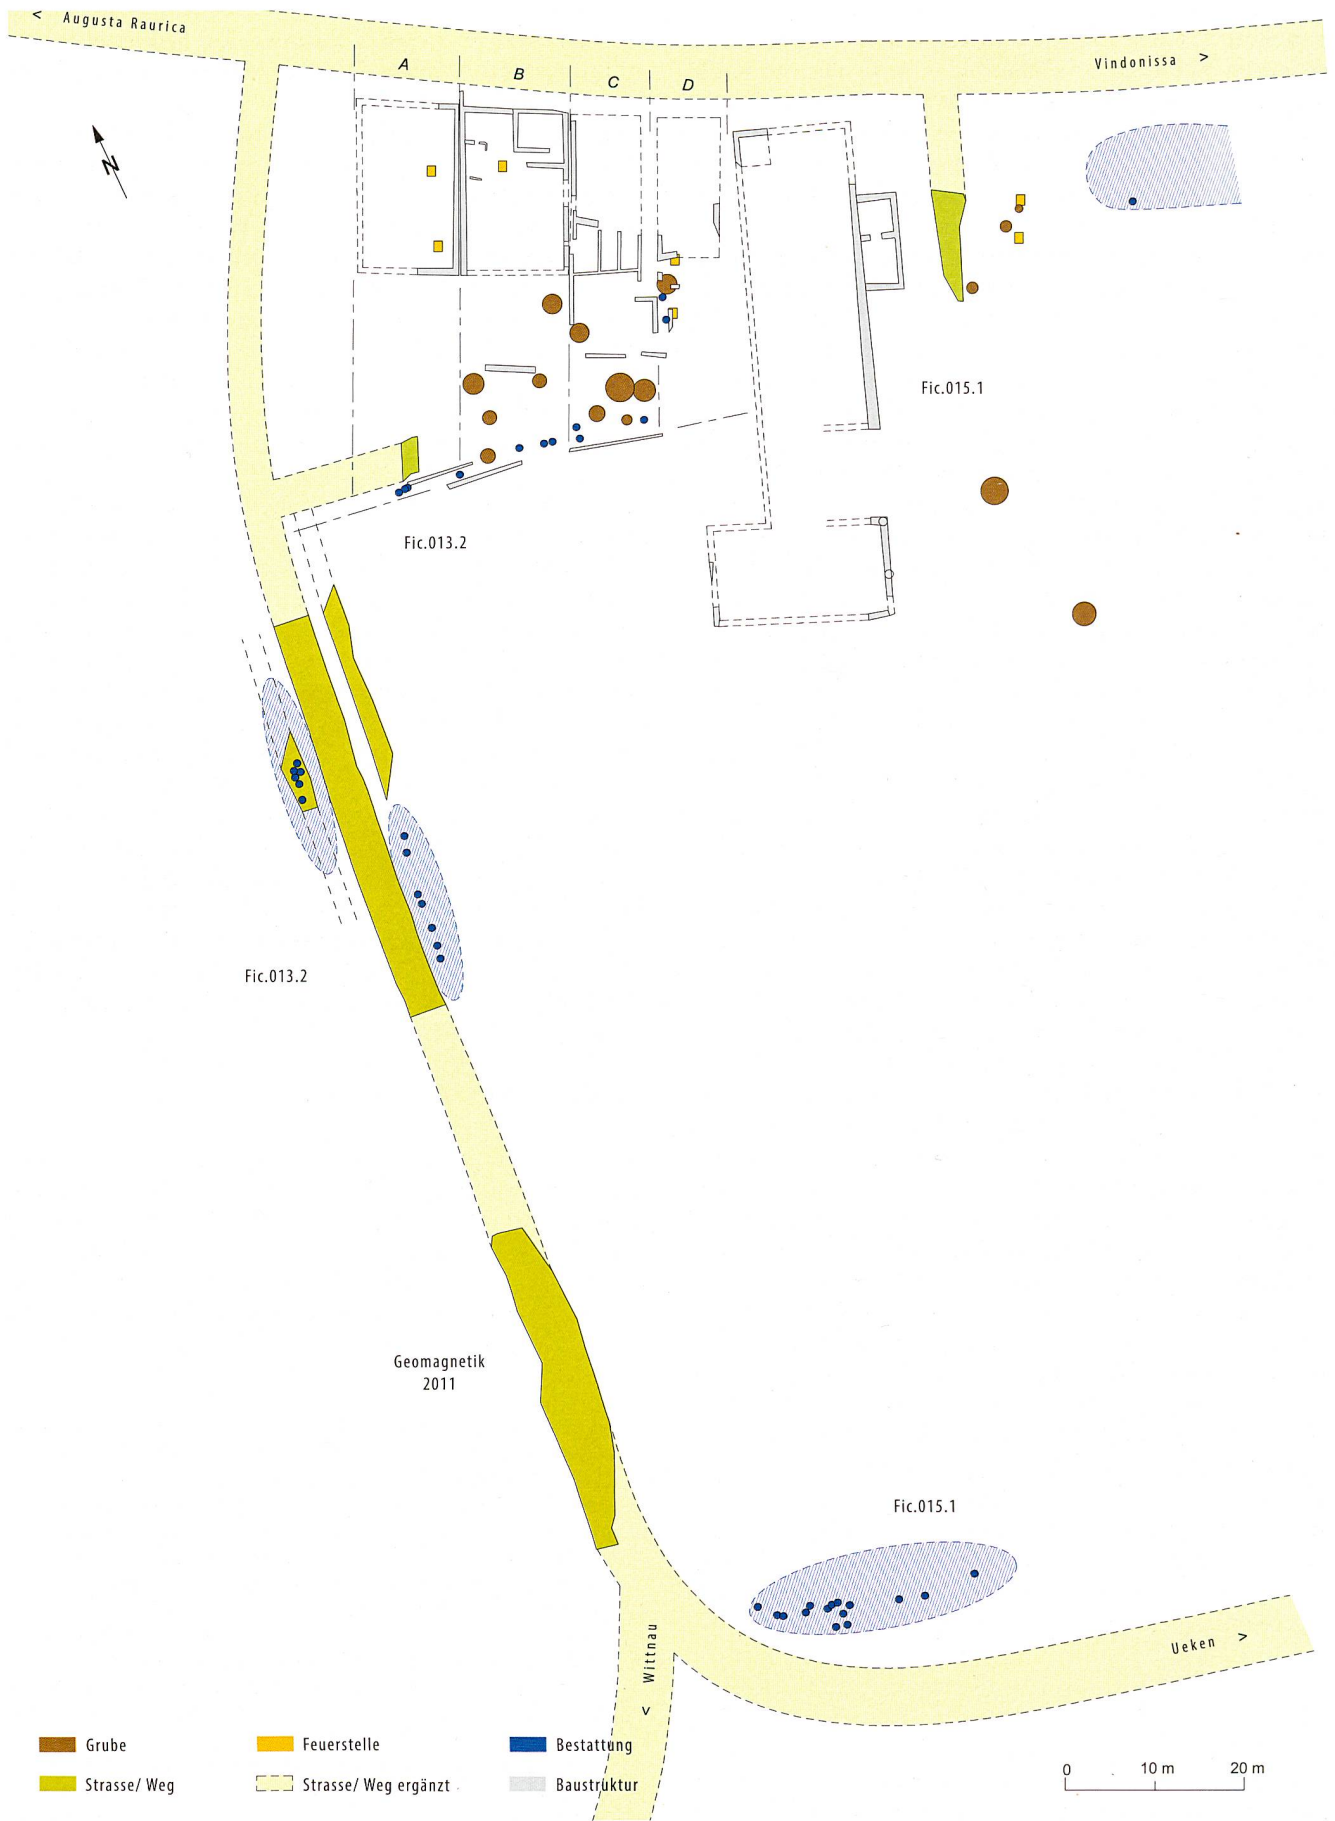 < Augusta Raurica
Vindonissa >
A
B
C
D
N
Fic.015.1
Fic.013.2
Fic.013.2
Geomagnetik
2011
Fic.015.1
Ueken >
< Wittnau
Grube
Feuerstelle
Bestattung
Strasse/ Weg
Strasse/ Weg ergänzt
Baustruktur
0 10 m 20 m